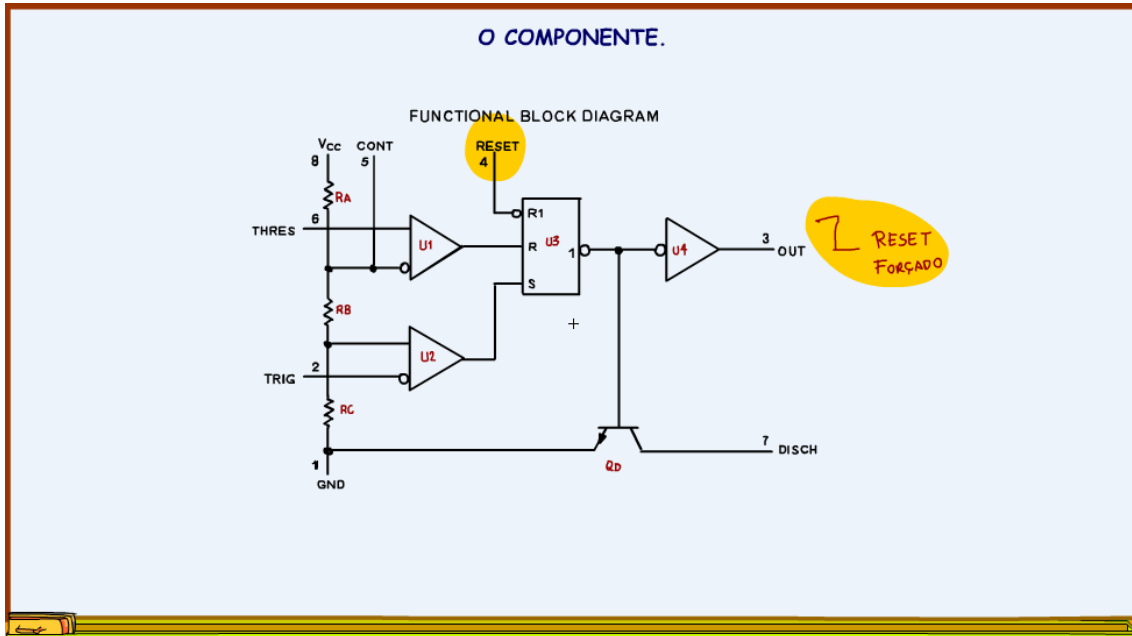 O COMPONENTE.
FUNCTIONAL BLOCK DIAGRAM
VCC
8
CONT
5
RESET
4
RA
R1
6
THRES
U1
R
U3
1
U4
3
OUT
RESET
FORÇADO
S
RB
U2
2
TRIG
RC
7
DISCH
QD
1
GND